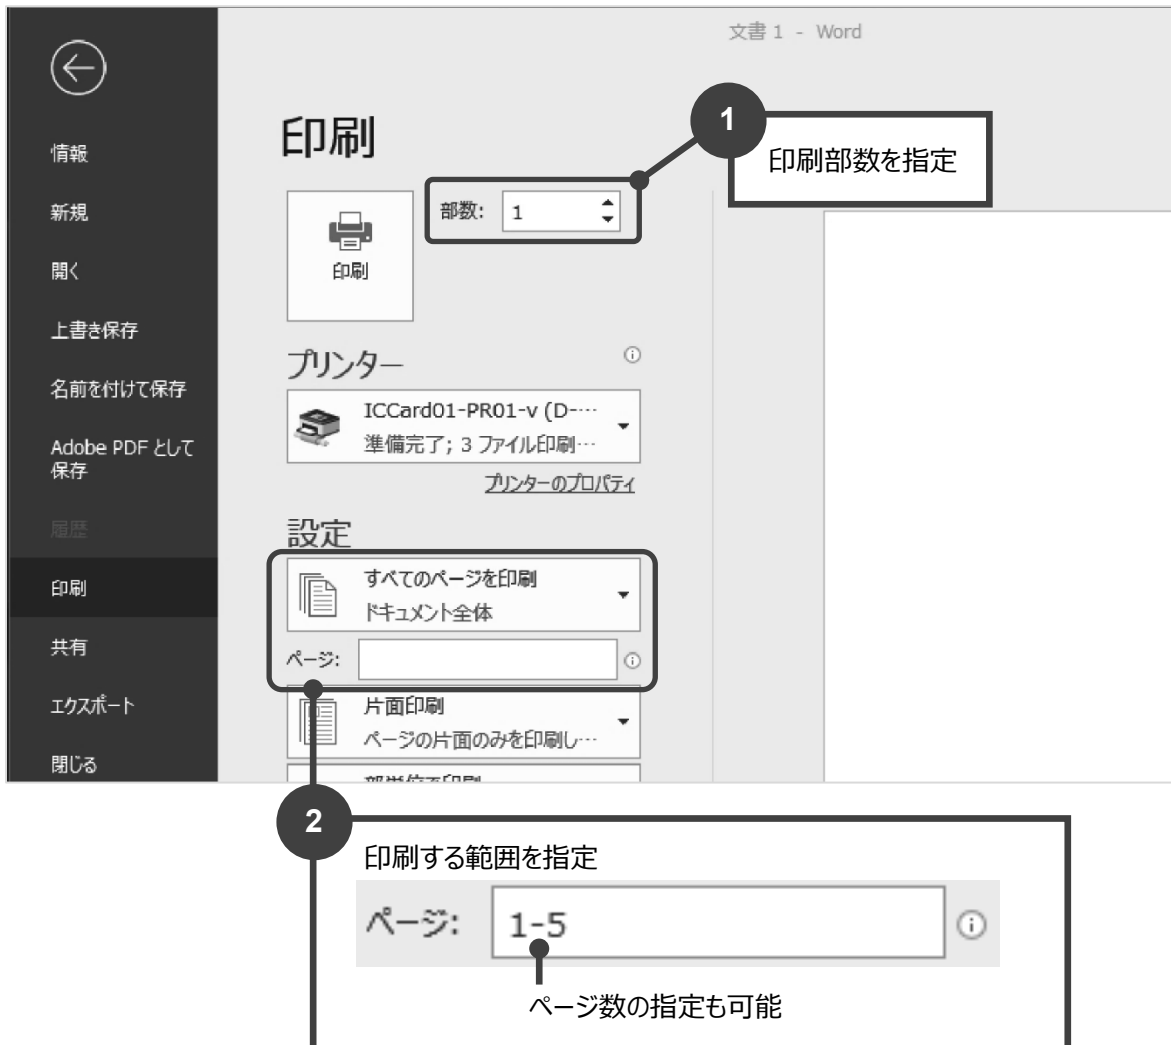 文書 1 - Word
情報
新規
開く
上書き保存
名前を付けて保存
Adobe PDF として
保存
履歴
印刷
共有
エクスポート
閉じる
印刷
印刷
部数: 1
1
印刷部数を指定
プリンター
ICCard01-PR01-v (D-…
準備完了; 3 ファイル印刷…
プリンターのプロパティ
設定
すべてのページを印刷
ドキュメント全体
ページ:
片面印刷
ページの片面のみを印刷し…
部単位で印刷
2
印刷する範囲を指定
ページ: 1-5
ページ数の指定も可能